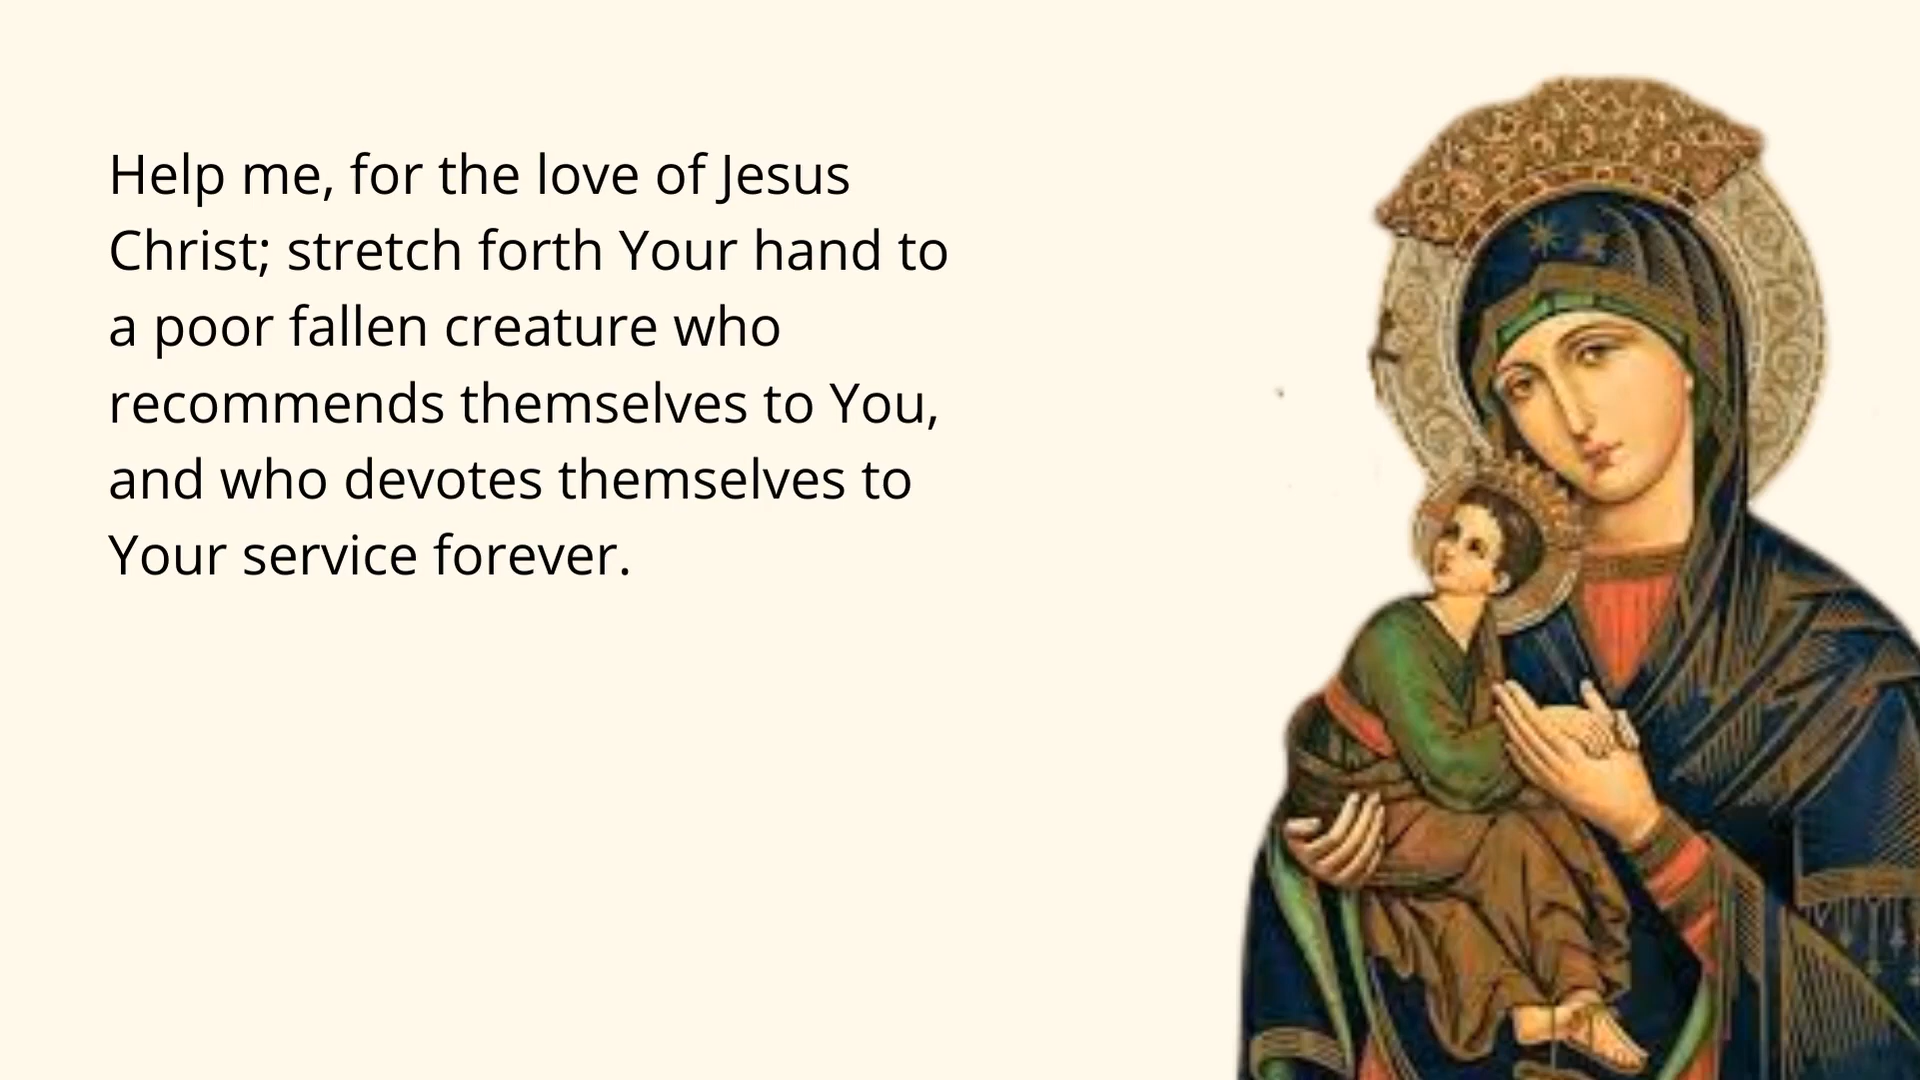 Help me, for the love of Jesus
Christ; stretch forth Your hand to
a poor fallen creature who
recommends themselves to You,
and who devotes themselves to
Your service forever.